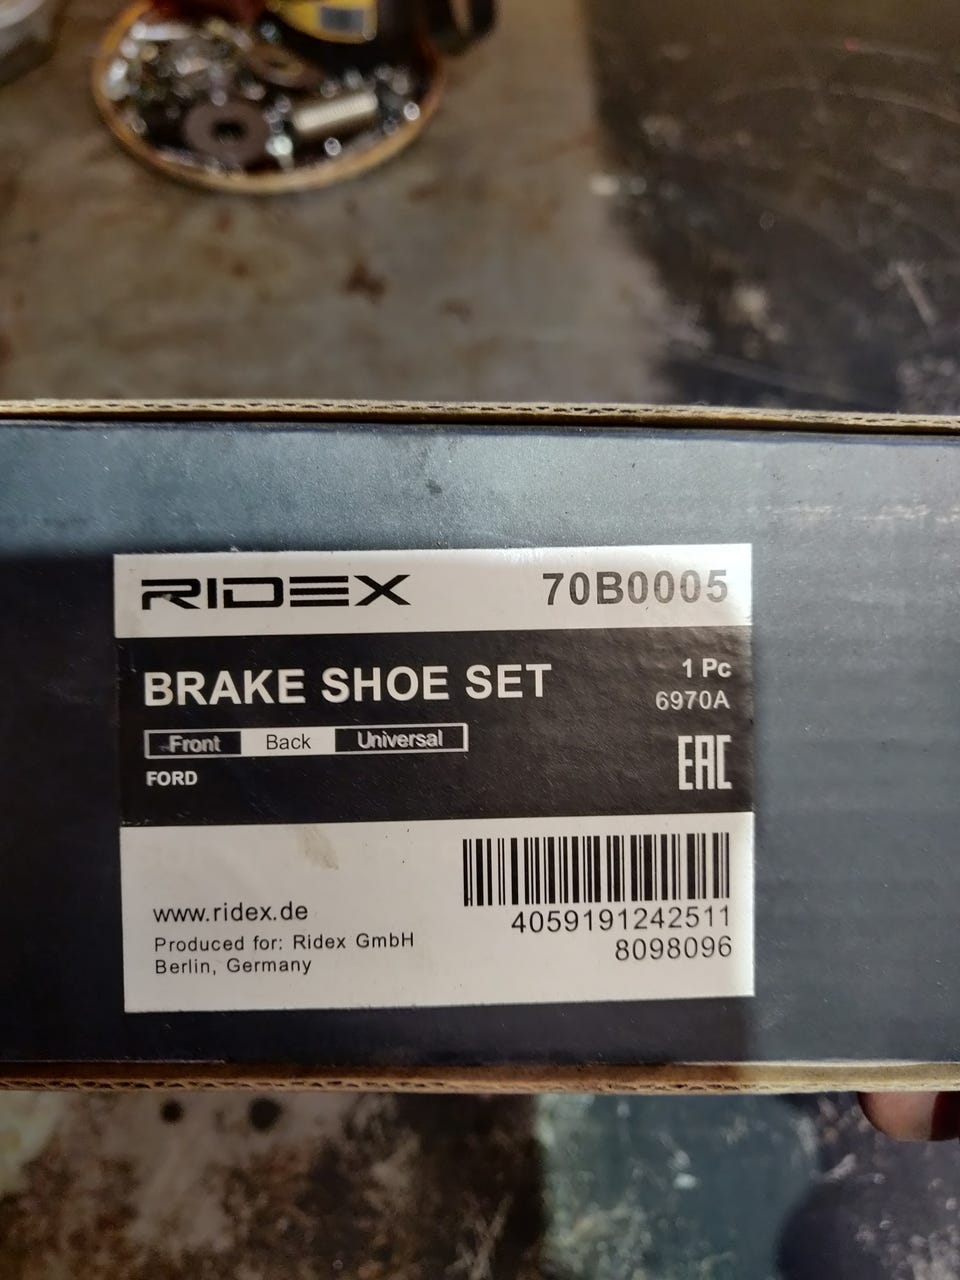 RIDEX 70B0005
BRAKE SHOE SET 1 Pc
6970A
Front Back Universal
FORD EAC
4059191242511
8098096
www.ridex.de
Produced for: Ridex GmbH
Berlin, Germany